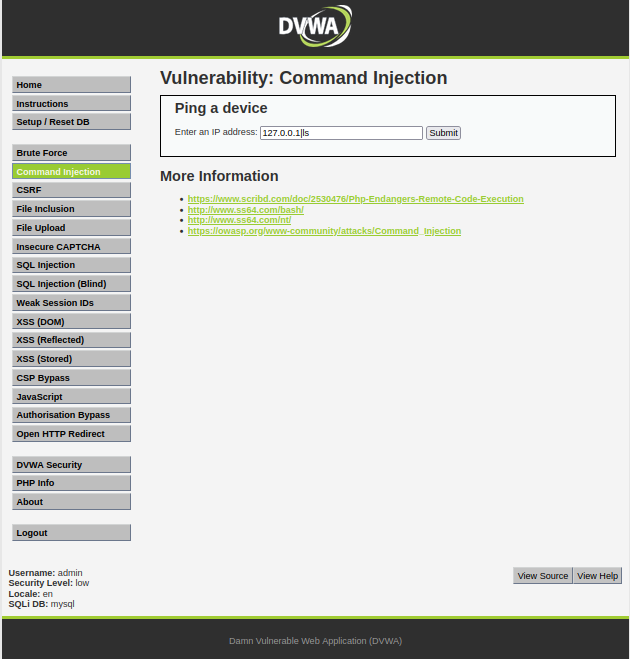 DVWA
Home
Instructions
Setup / Reset DB
Brute Force
Command Injection
CSRF
File Inclusion
File Upload
Insecure CAPTCHA
SQL Injection
SQL Injection (Blind)
Weak Session IDs
XSS (DOM)
XSS (Reflected)
XSS (Stored)
CSP Bypass
JavaScript
Authorisation Bypass
Open HTTP Redirect
DVWA Security
PHP Info
About
Logout
Vulnerability: Command Injection
Ping a device
Enter an IP address: 127.0.0.1|ls Submit
More Information
• https://www.scribd.com/doc/2530476/Php-Endangers-Remote-Code-Execution
• http://www.ss64.com/bash/
• http://www.ss64.com/nt/
• https://owasp.org/www-community/attacks/Command_Injection
Username: admin
Security Level: low
Locale: en
SQLi DB: mysql
View Source View Help
Damn Vulnerable Web Application (DVWA)